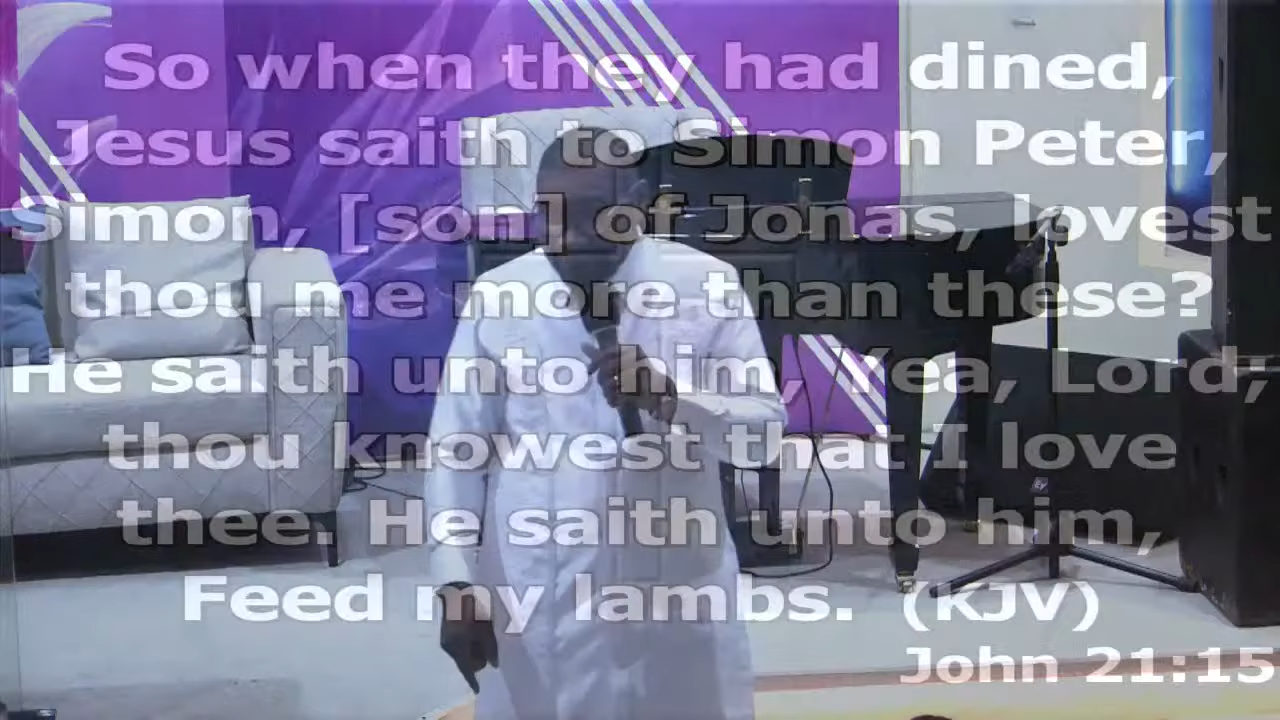 So when they had dined,
Jesus saith to Simon Peter,
Simon, [son] of Jonas, lovest
thou me more than these?
He saith unto him, Yea, Lord;
thou knowest that I love
thee. He saith unto him,
Feed my lambs. (KJV)
John 21:15